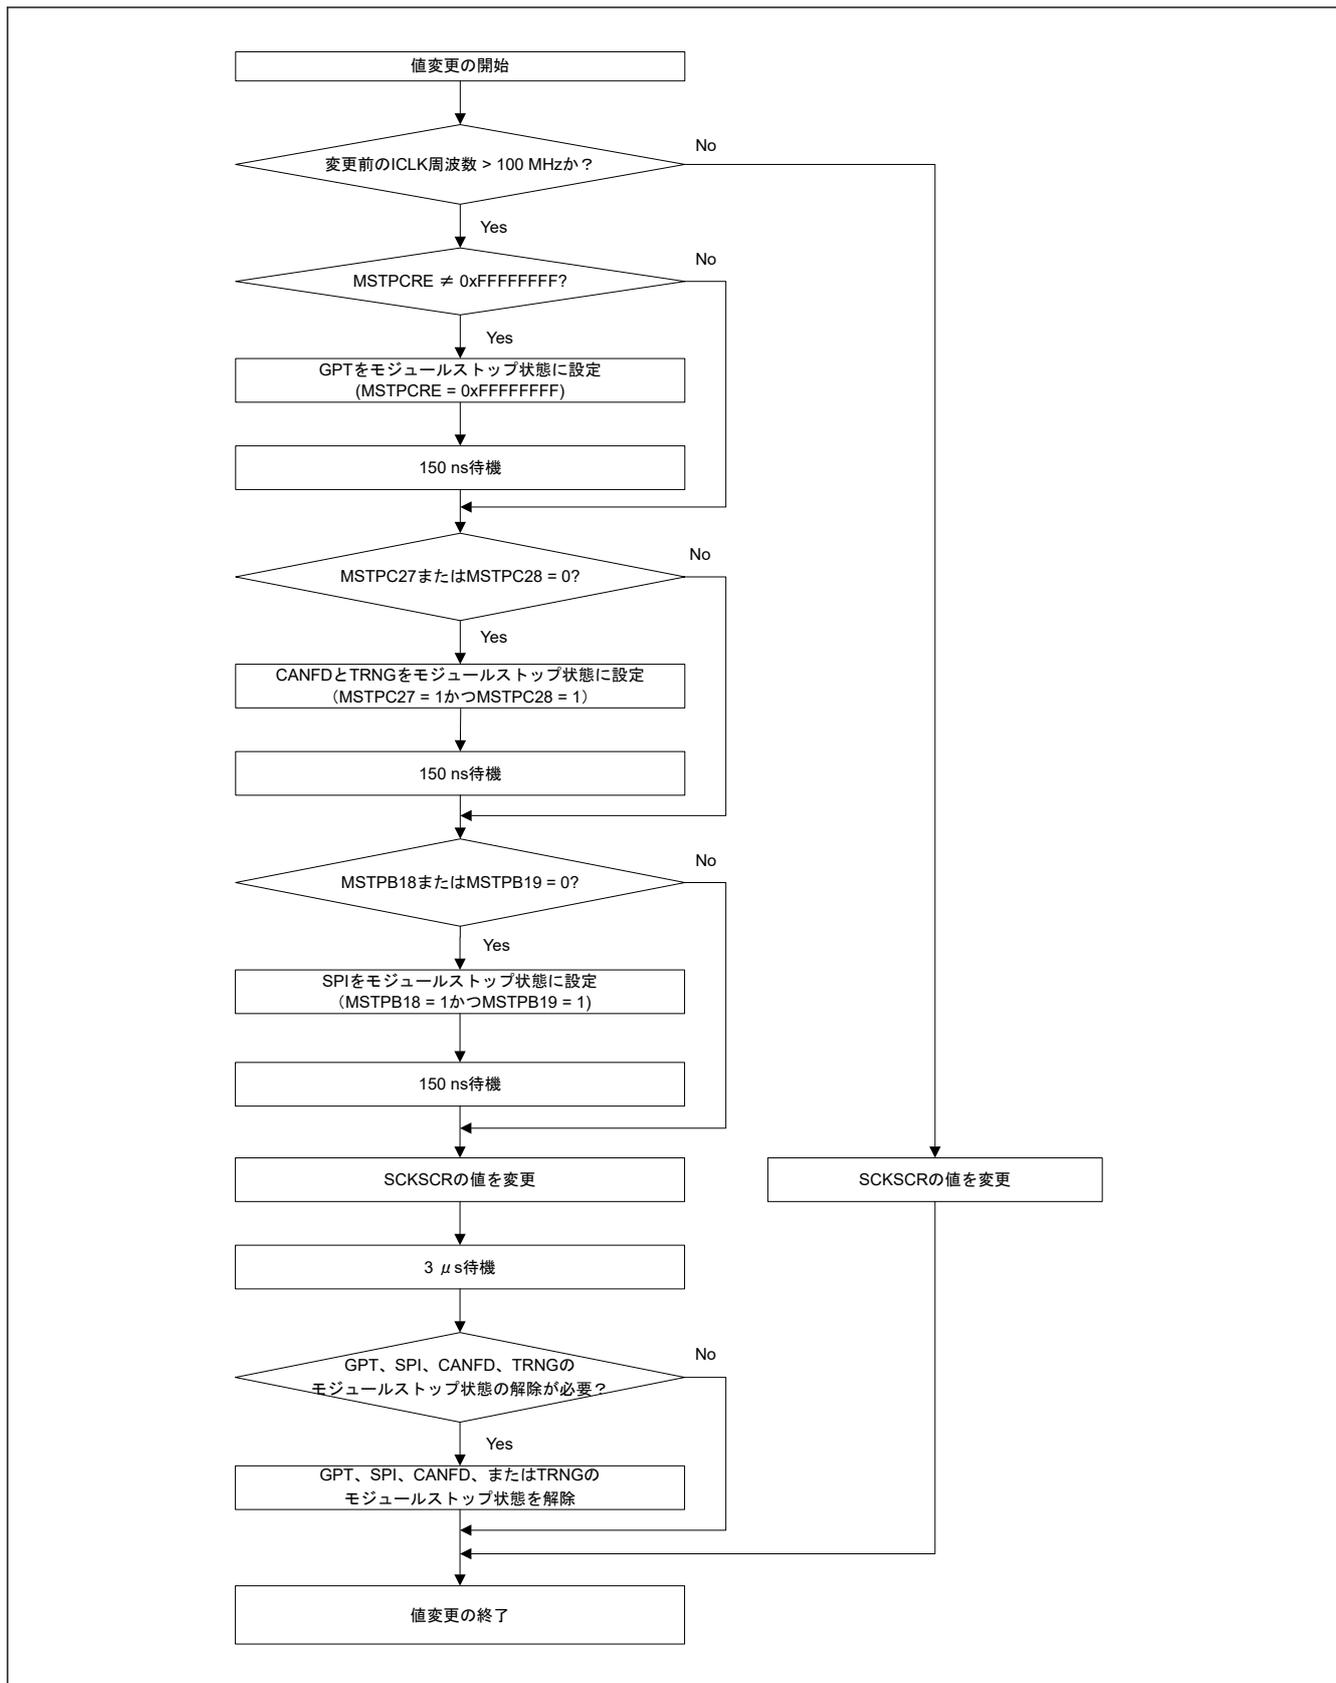 値変更の開始
No
変更前のICLK周波数 > 100 MHzか？
Yes
No
MSTPCRE ≠ 0xFFFFFFFF?
Yes
GPTをモジュールストップ状態に設定
(MSTPCRE = 0xFFFFFFFF)
150 ns待機
No
MSTPC27またはMSTPC28 = 0?
Yes
CANFDとTRNGをモジュールストップ状態に設定
（MSTPC27 = 1かつMSTPC28 = 1）
150 ns待機
No
MSTPB18またはMSTPB19 = 0?
Yes
SPIをモジュールストップ状態に設定
（MSTPB18 = 1かつMSTPB19 = 1)
150 ns待機
SCKSCRの値を変更
SCKSCRの値を変更
3 μs待機
No
GPT、SPI、CANFD、TRNGの
モジュールストップ状態の解除が必要？
Yes
GPT、SPI、CANFD、またはTRNGの
モジュールストップ状態を解除
値変更の終了